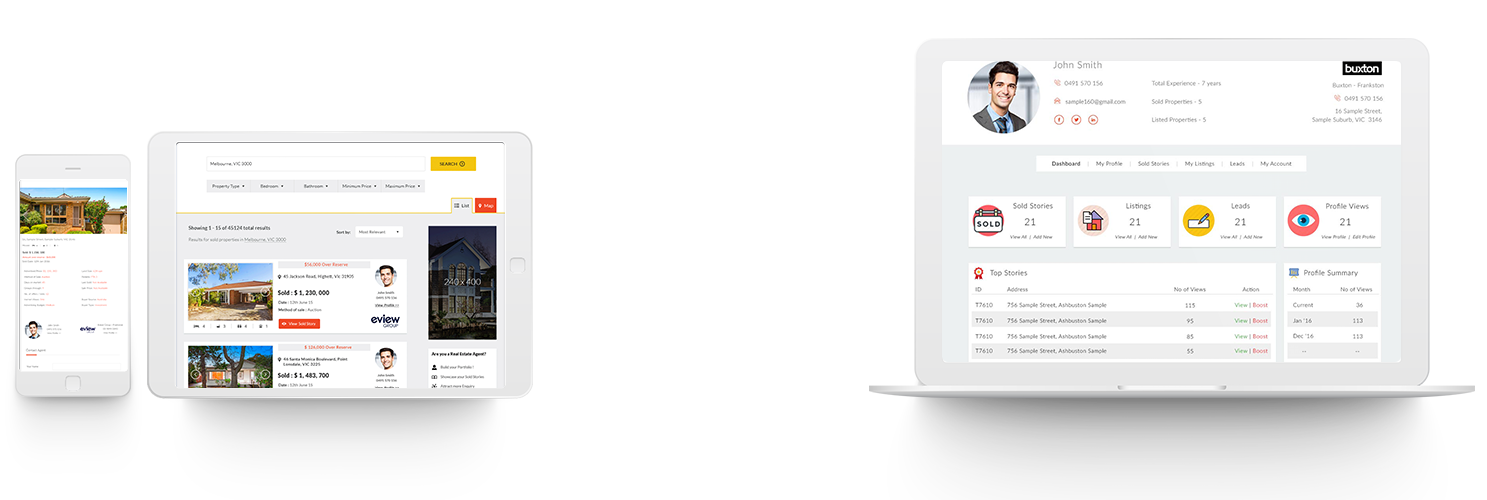 Melbourne, VIC 3000
SEARCH
Property Type
Bedroom
Bathroom
Minimum Price
Maximum Price
List
Map
Showing 1 - 15 of 45124 total results
Results for sold properties in Melbourne, VIC 3000
Sort by:
Most Relevant
$16,000 Over Reserve
45 Jackson Road, Highett, Vic 31905
Sold : $ 1, 230, 000
Date : 12th June 15
Method of sale : Auction
View Sold Story
John Smith
0491 570 156
View Profile >>
eview
GROUP
240 x 400
$ 126,000 Over Reserve
46 Santa Monica Boulevard, Point
Lonsdale, VIC 3225
Sold : $ 1, 483, 700
Date : 12th June 15
John Smith
Are you a Real Estate Agent?
Build your Portfolio !
Showcase your Sold Stories
Attract more Enquiry
John Smith
0491 570 156
sample160@gmail.com
Total Experience - 7 years
Sold Properties - 5
Listed Properties - 5
buxton
Buxton - Frankston
0491 570 156
16 Sample Street,
Sample Suburb, VIC 3146
Dashboard | My Profile | Sold Stories | My Listings | Leads | My Account
SOLD
Sold Stories
21
View All | Add New
Listings
21
View All | Add New
Leads
21
View All | Add New
Profile Views
21
View Profile | Edit Profile
Top Stories
ID Address No of Views Action
T7610 756 Sample Street, Ashbuston Sample 115 View | Boost
T7610 756 Sample Street, Ashbuston Sample 95 View | Boost
T7610 756 Sample Street, Ashbuston Sample 85 View | Boost
T7610 756 Sample Street, Ashbuston Sample 55 View | Boost
Profile Summary
Month No of Views
Current 36
Jan '16 113
Dec '16 113
-- --